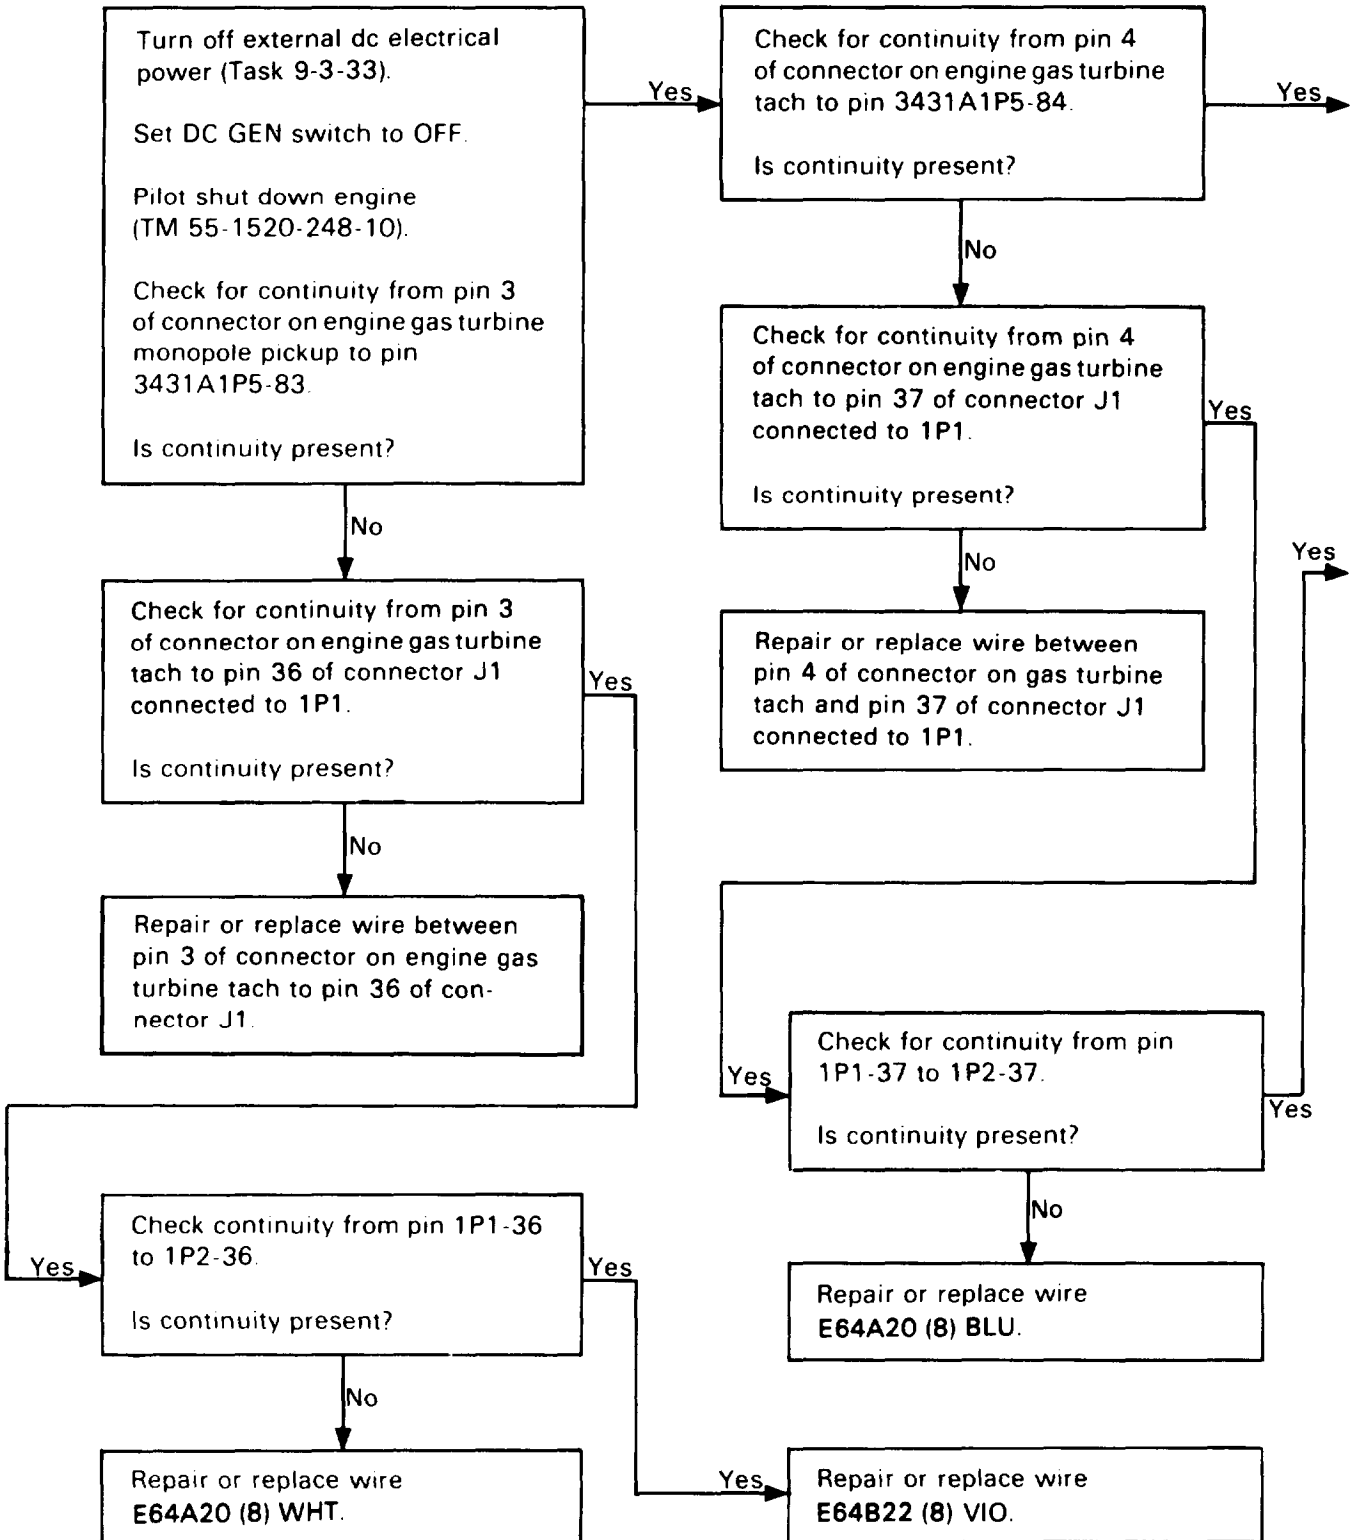 Turn off external dc electrical
power (Task 9-3-33).
Set DC GEN switch to OFF.
Pilot shut down engine
(TM 55-1520-248-10).
Check for continuity from pin 3
of connector on engine gas turbine
monopole pickup to pin
3431A1P5-83.
Is continuity present?
Yes
Check for continuity from pin 4
of connector on engine gas turbine
tach to pin 3431A1P5-84.
Is continuity present?
Yes
No
Check for continuity from pin 4
of connector on engine gas turbine
tach to pin 37 of connector J1
connected to 1P1.
Is continuity present?
Yes
No
No
Yes
Check for continuity from pin 3
of connector on engine gas turbine
tach to pin 36 of connector J1
connected to 1P1.
Is continuity present?
Yes
Repair or replace wire between
pin 4 of connector on gas turbine
tach and pin 37 of connector J1
connected to 1P1.
No
Repair or replace wire between
pin 3 of connector on engine gas
turbine tach to pin 36 of con-
nector J1.
Yes
Check for continuity from pin
1P1-37 to 1P2-37.
Is continuity present?
Yes
No
Yes
Check continuity from pin 1P1-36
to 1P2-36.
Is continuity present?
Yes
Repair or replace wire
E64A20 (8) BLU.
No
Repair or replace wire
E64A20 (8) WHT.
Yes
Repair or replace wire
E64B22 (8) VIO.